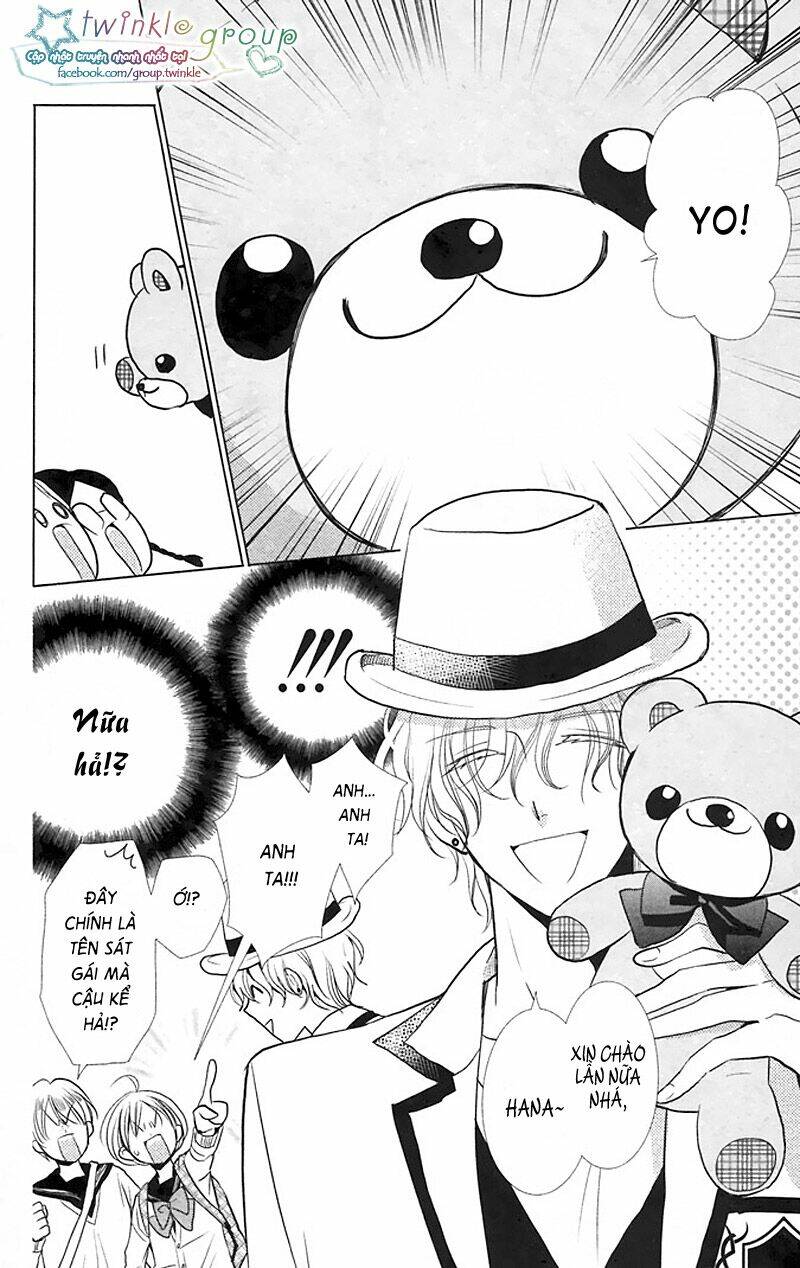 twinkle group
Cập nhật truyện nhanh nhất tại
facebook.com/group.twinkle
YO!
!!!
Nữa
hả!?
ANH...
ANH
TA!
ANH
TA!!!
Ớ!?
ĐÂY
CHÍNH LÀ
TÊN SÁT
GÁI MÀ
CẬU KỂ
HẢ!?
XIN CHÀO
LẦN NỮA
NHÁ,
HANA~